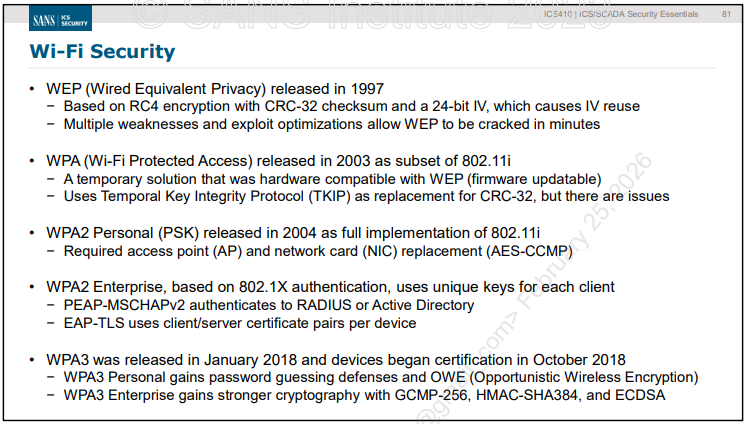 © SANS Institute 2026
SANS | ICS SECURITY
ICS410 | ICS/SCADA Security Essentials 81
Wi-Fi Security
• WEP (Wired Equivalent Privacy) released in 1997
– Based on RC4 encryption with CRC-32 checksum and a 24-bit IV, which causes IV reuse
– Multiple weaknesses and exploit optimizations allow WEP to be cracked in minutes
• WPA (Wi-Fi Protected Access) released in 2003 as subset of 802.11i
– A temporary solution that was hardware compatible with WEP (firmware updatable)
– Uses Temporal Key Integrity Protocol (TKIP) as replacement for CRC-32, but there are issues
• WPA2 Personal (PSK) released in 2004 as full implementation of 802.11i
– Required access point (AP) and network card (NIC) replacement (AES-CCMP)
• WPA2 Enterprise, based on 802.1X authentication, uses unique keys for each client
– PEAP-MSCHAPv2 authenticates to RADIUS or Active Directory
– EAP-TLS uses client/server certificate pairs per device
• WPA3 was released in January 2018 and devices began certification in October 2018
– WPA3 Personal gains password guessing defenses and OWE (Opportunistic Wireless Encryption)
– WPA3 Enterprise gains stronger cryptography with GCMP-256, HMAC-SHA384, and ECDSA
.com> February 25, 2026